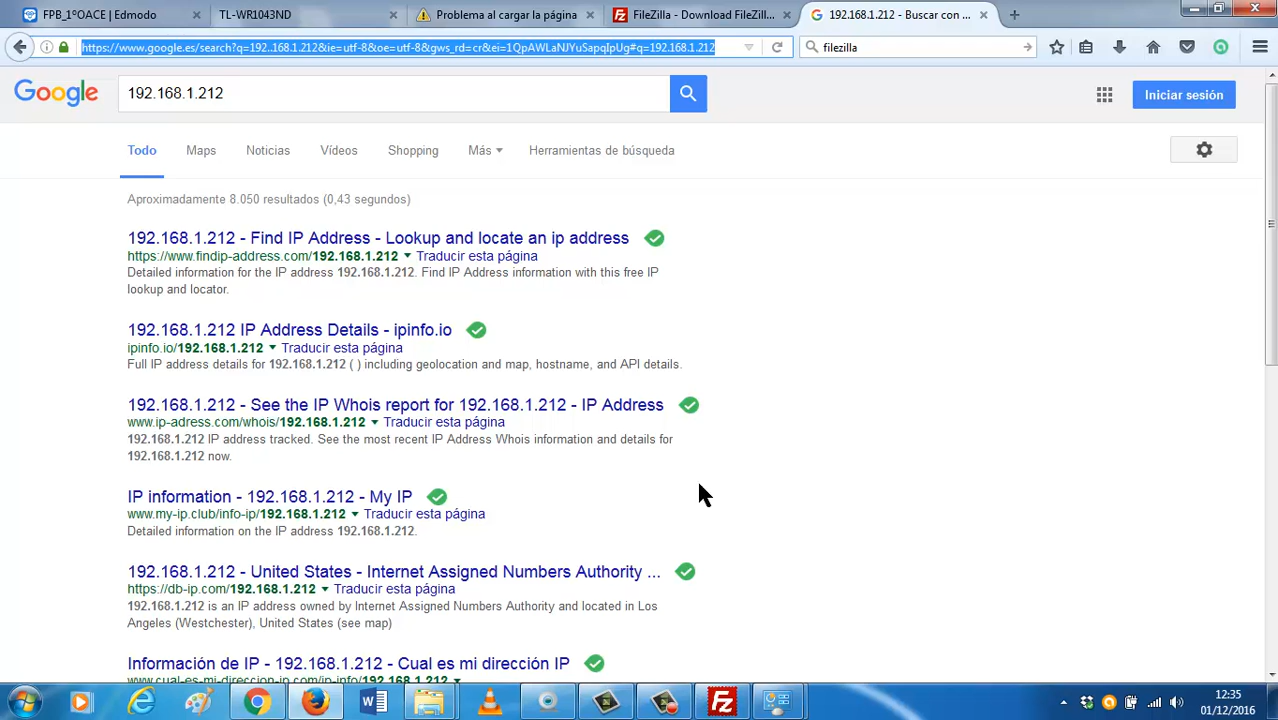 FPB_1ºOACE | Edmodo
TL-WR1043ND
Problema al cargar la página
FileZilla - Download FileZil...
192.168.1.212 - Buscar con ...
https://www.google.es/search?q=192..168.1.212&ie=utf-8&oe=utf-8&gws_rd=cr&ei=1QpAWLaNJYuSapqIpUg#q=192.168.1.212
filezilla
Google
192.168.1.212
Iniciar sesión
Todo Maps Noticias Vídeos Shopping Más Herramientas de búsqueda
Aproximadamente 8.050 resultados (0,43 segundos)
192.168.1.212 - Find IP Address - Lookup and locate an ip address
https://www.findip-address.com/192.168.1.212 Traducir esta página
Detailed information for the IP address 192.168.1.212. Find IP Address information with this free IP
lookup and locator.
192.168.1.212 IP Address Details - ipinfo.io
ipinfo.io/192.168.1.212 Traducir esta página
Full IP address details for 192.168.1.212 ( ) including geolocation and map, hostname, and API details.
192.168.1.212 - See the IP Whois report for 192.168.1.212 - IP Address
www.ip-adress.com/whois/192.168.1.212 Traducir esta página
192.168.1.212 IP address tracked. See the most recent IP Address Whois information and details for
192.168.1.212 now.
IP information - 192.168.1.212 - My IP
www.my-ip.club/info-ip/192.168.1.212 Traducir esta página
Detailed information on the IP address 192.168.1.212.
192.168.1.212 - United States - Internet Assigned Numbers Authority ...
https://db-ip.com/192.168.1.212 Traducir esta página
192.168.1.212 is an IP address owned by Internet Assigned Numbers Authority and located in Los
Angeles (Westchester), United States (see map)
Información de IP - 192.168.1.212 - Cual es mi dirección IP
www.cual-es-mi-direccion-ip.com/ip-info/192.168.1.212
12:35
01/12/2016